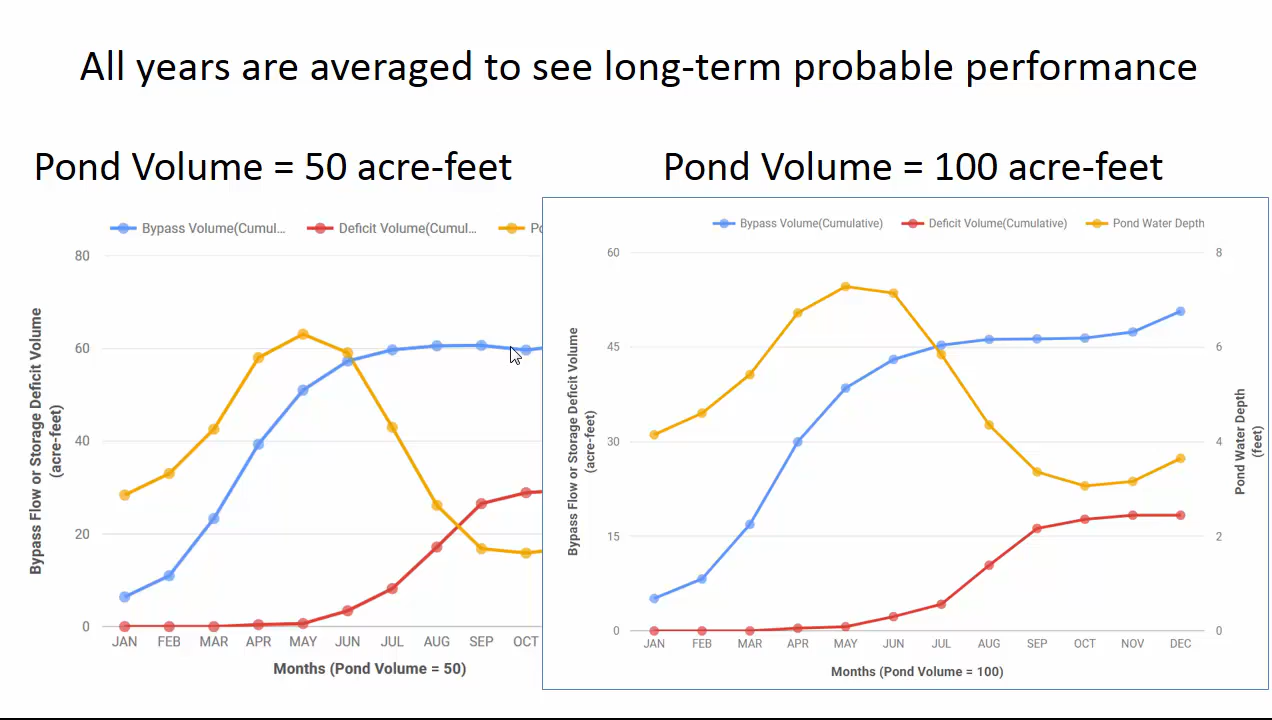 All years are averaged to see long-term probable performance
Pond Volume = 50 acre-feet
Bypass Volume(Cumul... Deficit Volume(Cumul... Po
80
60
40
20
0
Bypass Flow or Storage Deficit Volume
(acre-feet)
JAN FEB MAR APR MAY JUN JUL AUG SEP OCT
Months (Pond Volume = 50)
Pond Volume = 100 acre-feet
Bypass Volume(Cumulative) Deficit Volume(Cumulative) Pond Water Depth
60
45
30
15
0
Bypass Flow or Storage Deficit Volume
(acre-feet)
8
6
4
2
0
Pond Water Depth
(feet)
JAN FEB MAR APR MAY JUN JUL AUG SEP OCT NOV DEC
Months (Pond Volume = 100)